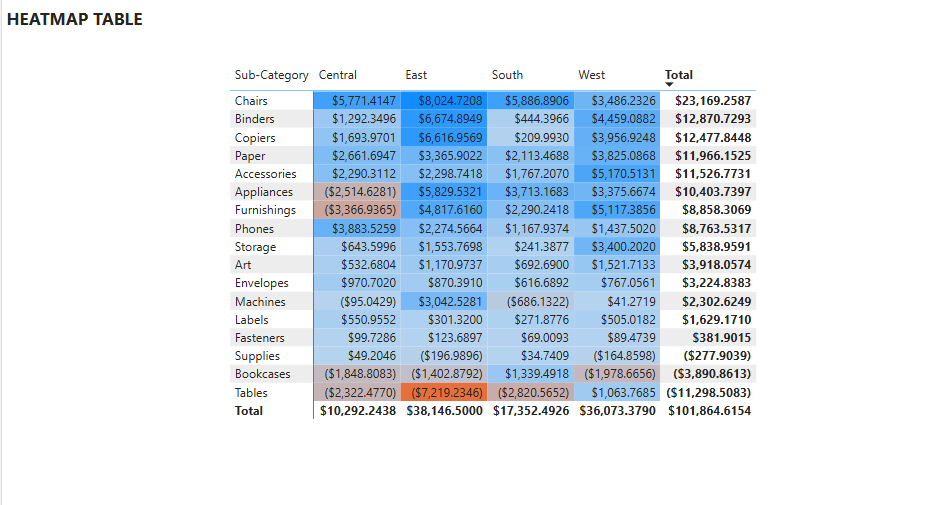 HEATMAP TABLE
Sub-Category Central East South West Total
Chairs $5,771.4147 $8,024.7208 $5,886.8906 $3,486.2326 $23,169.2587
Binders $1,292.3496 $6,674.8949 $444.3966 $4,459.0882 $12,870.7293
Copiers $1,693.9701 $6,616.9569 $209.9930 $3,956.9248 $12,477.8448
Paper $2,661.6947 $3,365.9022 $2,113.4688 $3,825.0868 $11,966.1525
Accessories $2,290.3112 $2,298.7418 $1,767.2070 $5,170.5131 $11,526.7731
Appliances ($2,514.6281) $5,829.5321 $3,713.1683 $3,375.6674 $10,403.7397
Furnishings ($3,366.9365) $4,817.6160 $2,290.2418 $5,117.3856 $8,858.3069
Phones $3,883.5259 $2,274.5664 $1,167.9374 $1,437.5020 $8,763.5317
Storage $643.5996 $1,553.7698 $241.3877 $3,400.2020 $5,838.9591
Art $532.6804 $1,170.9737 $692.6900 $1,521.7133 $3,918.0574
Envelopes $970.7020 $870.3910 $616.6892 $767.0561 $3,224.8383
Machines ($95.0429) $3,042.5281 ($686.1322) $41.2719 $2,302.6249
Labels $550.9552 $301.3200 $271.8776 $505.0182 $1,629.1710
Fasteners $99.7286 $123.6897 $69.0093 $89.4739 $381.9015
Supplies $49.2046 ($196.9896) $34.7409 ($164.8598) ($277.9039)
Bookcases ($1,848.8083) ($1,402.8792) $1,339.4918 ($1,978.6656) ($3,890.8613)
Tables ($2,322.4770) ($7,219.2346) ($2,820.5652) $1,063.7685 ($11,298.5083)
Total $10,292.2438 $38,146.5000 $17,352.4926 $36,073.3790 $101,864.6154